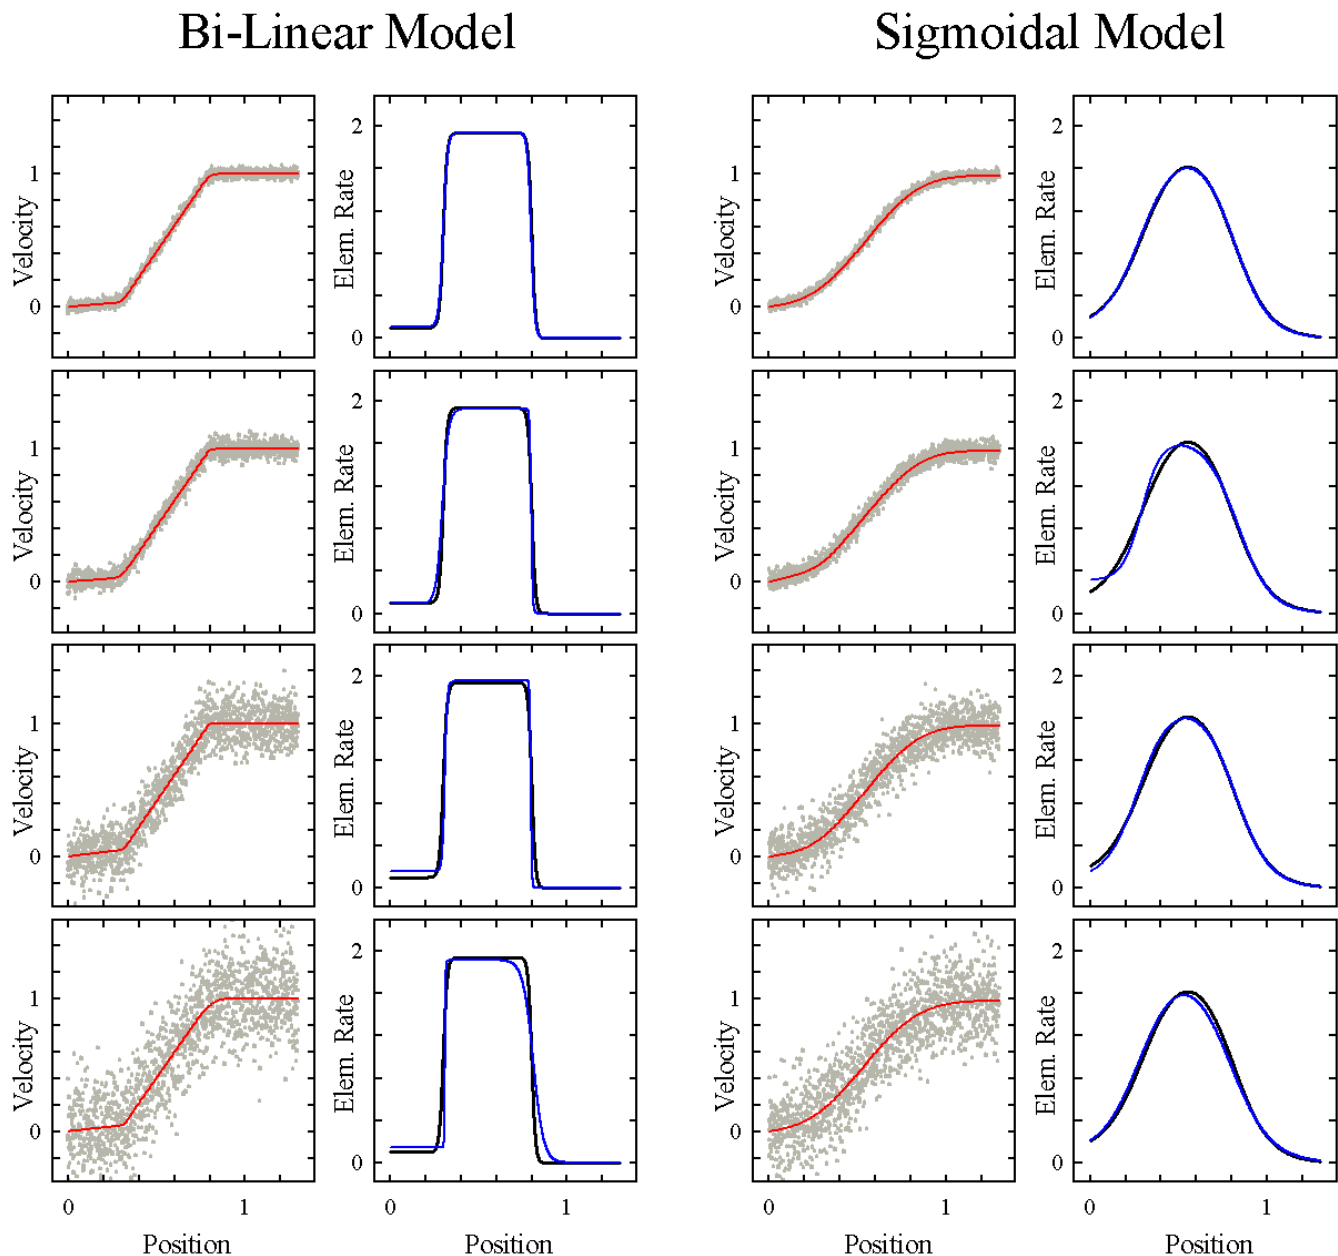 Bi-Linear Model
Sigmoidal Model
Velocity
1
0
Elem. Rate
2
0
Velocity
1
0
Elem. Rate
2
0
Velocity
1
0
Elem. Rate
2
0
Velocity
1
0
Elem. Rate
2
0
Velocity
1
0
Elem. Rate
2
0
Velocity
1
0
Elem. Rate
2
0
Velocity
1
0
Elem. Rate
2
0
Velocity
1
0
Elem. Rate
2
0
0 1
0 1
0 1
0 1
Position
Position
Position
Position